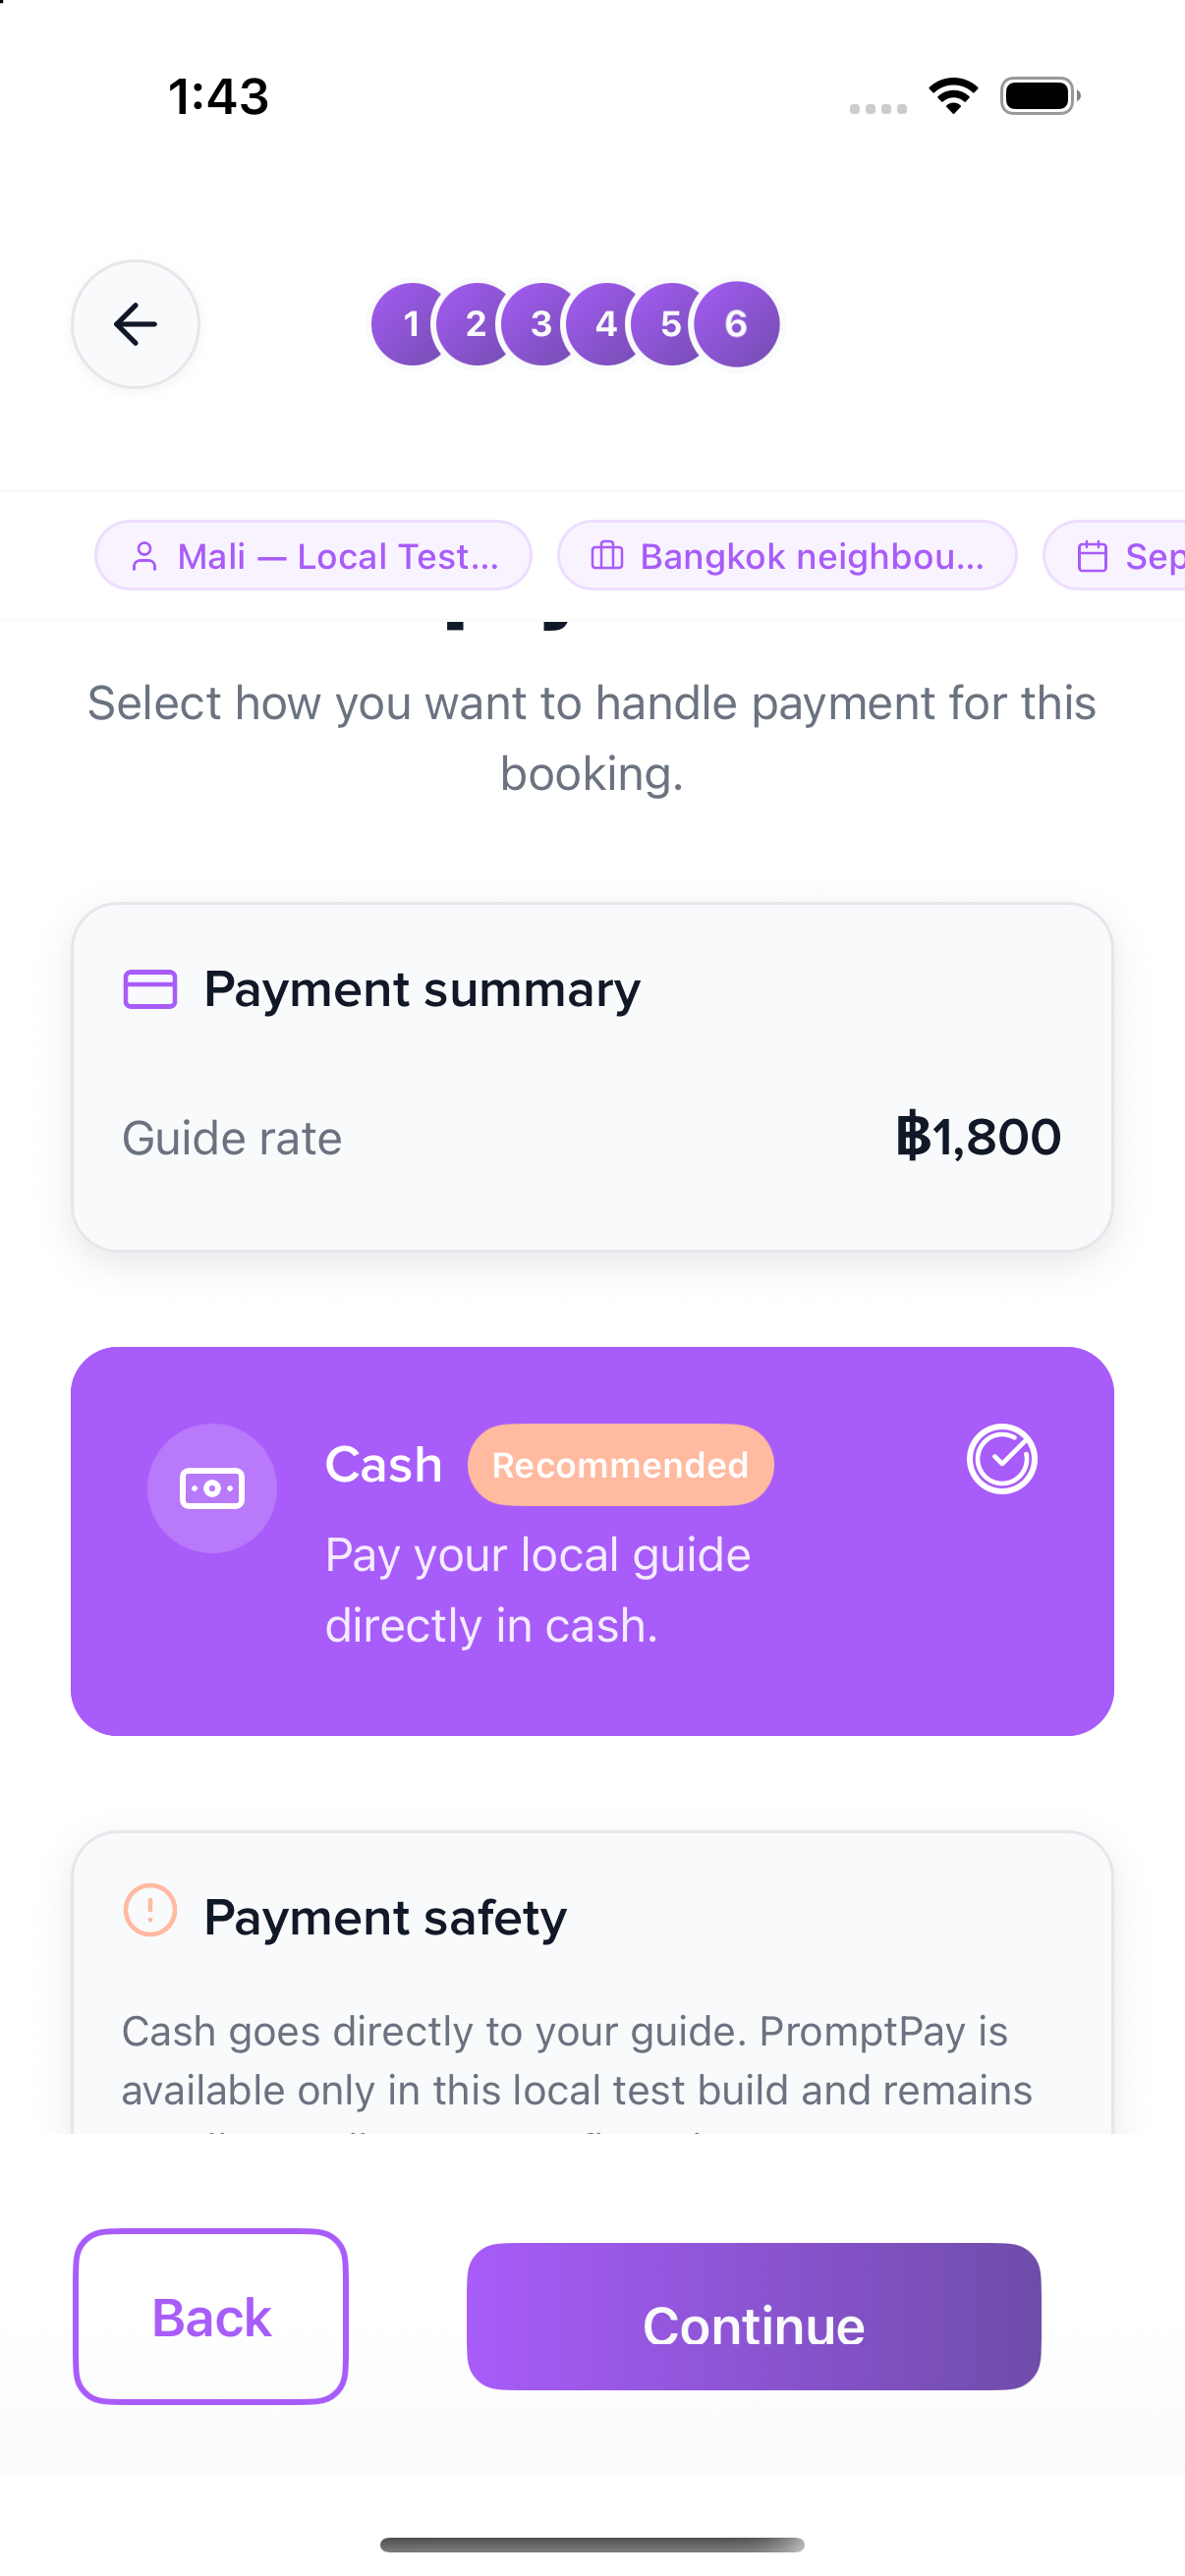 1:43
1 2 3 4 5 6
Mali — Local Test... Bangkok neighbou... Sep
Select how you want to handle payment for this
booking.
Payment summary
Guide rate ฿1,800
Cash Recommended
Pay your local guide
directly in cash.
Payment safety
Cash goes directly to your guide. PromptPay is
available only in this local test build and remains
Back Continue